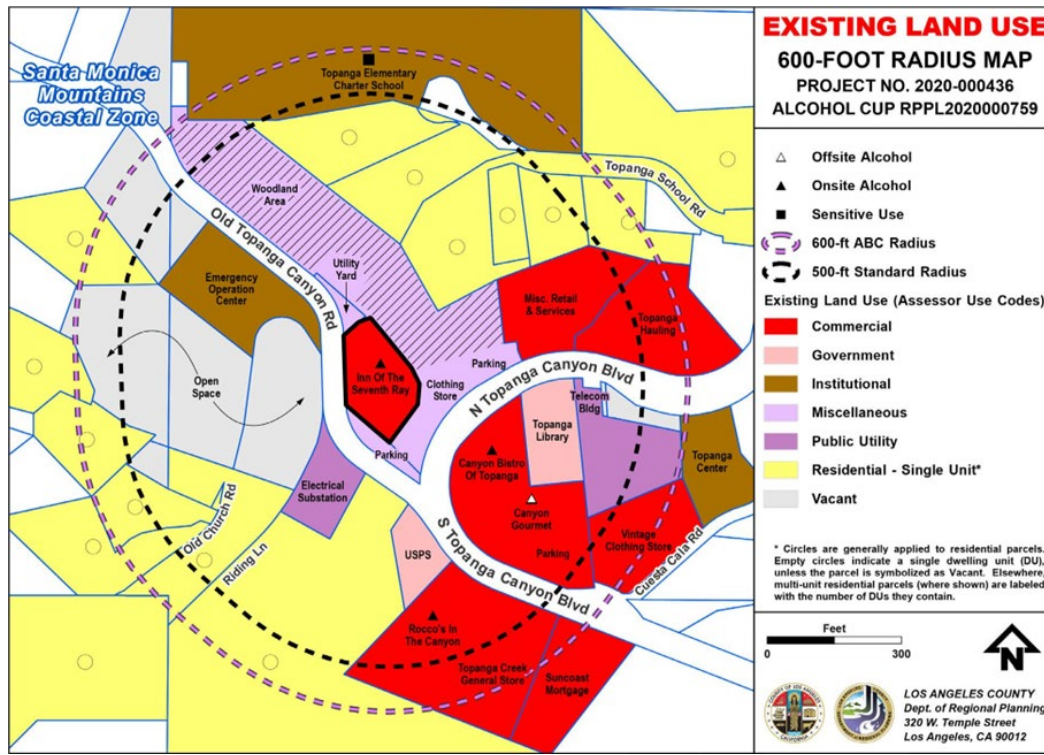 Santa Monica
Mountains
Coastal Zone
Topanga Elementary
Charter School
Topanga School Rd
Woodland
Area
Old Topanga Canyon Rd
Utility
Yard
Emergency
Operation
Center
Misc. Retail
& Services
Topanga
Hauling
Inn Of The
Seventh Ray
Clothing
Store
Parking
N Topanga Canyon Blvd
Open
Space
Telecom
Bldg
Topanga
Library
Topanga
Center
Parking
Canyon Bistro
Of Topanga
Electrical
Substation
Canyon
Gourmet
Old Church Rd
Riding Ln
S Topanga Canyon Blvd
Parking
Vintage
Clothing Store
Cuesta Cala Rd
USPS
Rocco's In
The Canyon
Topanga Creek
General Store
Suncoast
Mortgage
EXISTING LAND USE
600-FOOT RADIUS MAP
PROJECT NO. 2020-000436
ALCOHOL CUP RPPL2020000759
Offsite Alcohol
Onsite Alcohol
Sensitive Use
600-ft ABC Radius
500-ft Standard Radius
Existing Land Use (Assessor Use Codes)
Commercial
Government
Institutional
Miscellaneous
Public Utility
Residential - Single Unit*
Vacant
* Circles are generally applied to residential parcels.
Empty circles indicate a single dwelling unit (DU),
unless the parcel is symbolized as Vacant. Elsewhere,
multi-unit residential parcels (where shown) are labeled
with the number of DUs they contain.
Feet
0 300
N
LOS ANGELES COUNTY
Dept. of Regional Planning
320 W. Temple Street
Los Angeles, CA 90012